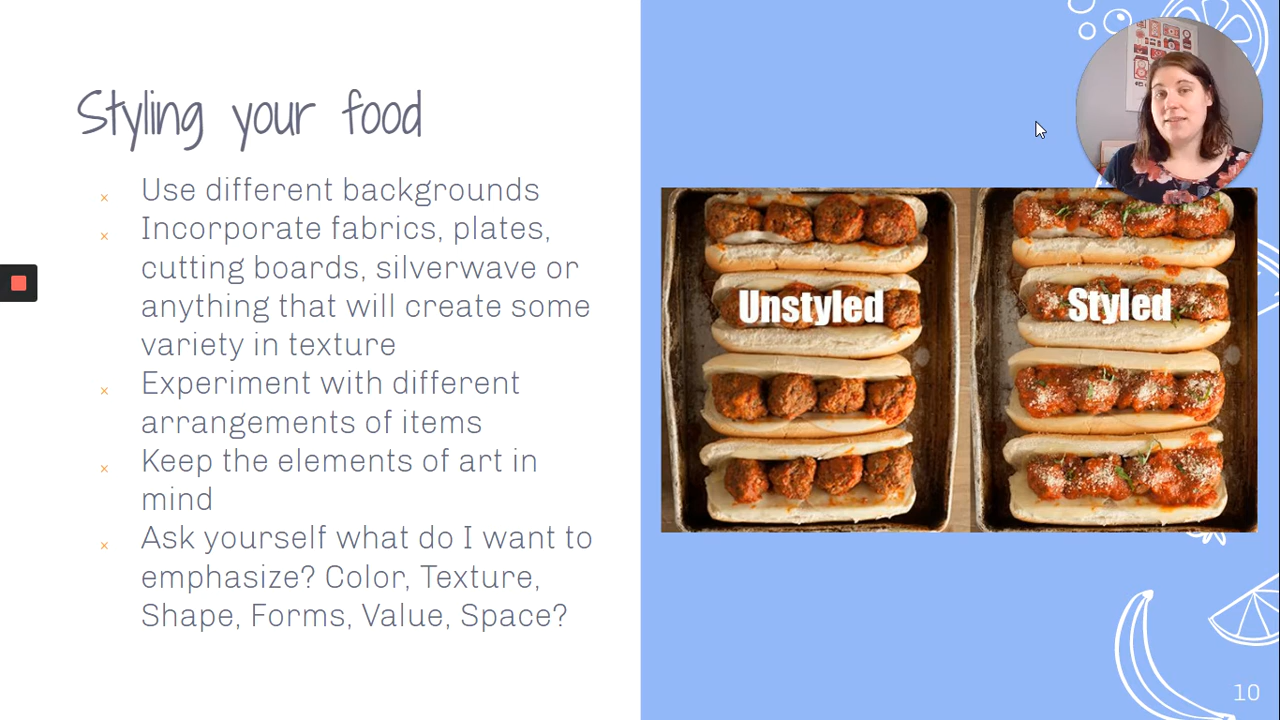 Styling your food
× Use different backgrounds
× Incorporate fabrics, plates,
cutting boards, silverwave or
anything that will create some
variety in texture
× Experiment with different
arrangements of items
× Keep the elements of art in
mind
× Ask yourself what do I want to
emphasize? Color, Texture,
Shape, Forms, Value, Space?
Unstyled
Styled
10